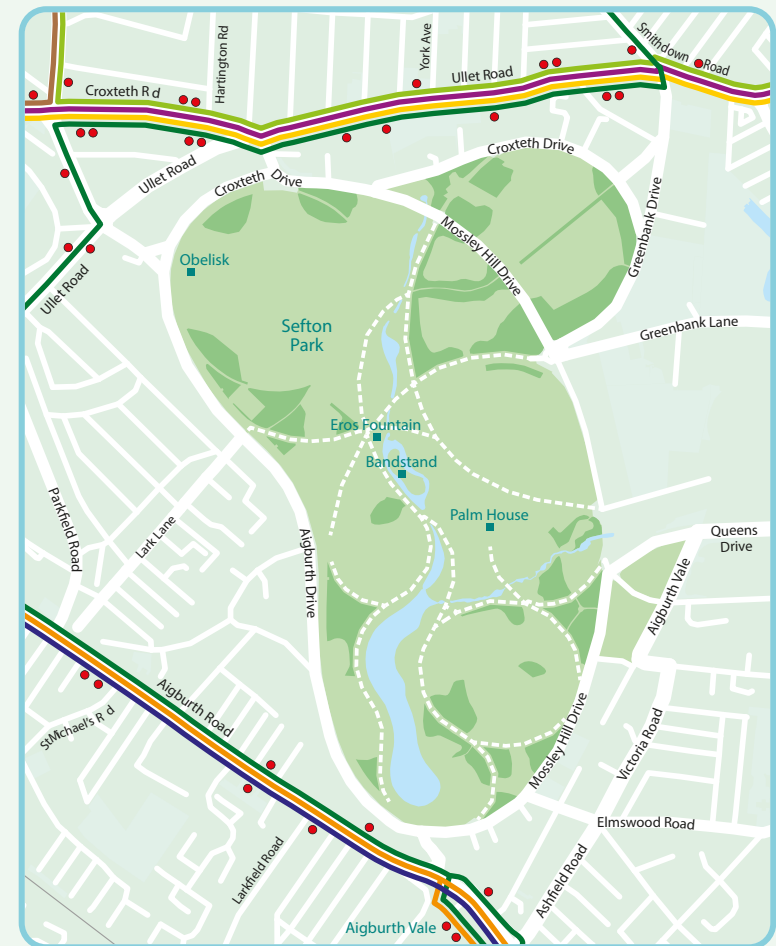 Smithdown Road
Hartington Rd
York Ave
Ullet Road
Croxteth Rd
Croxteth Drive
Ullet Road
Croxteth Drive
Mossley Hill Drive
Greenbank Drive
Obelisk
Ullet Road
Sefton
Park
Greenbank Lane
Eros Fountain
Bandstand
Parkfield Road
Lark Lane
Palm House
Aigburth Drive
Queens
Drive
Aigburth Vale
Aigburth Road
St Michael's Rd
Mossley Hill Drive
Victoria Road
Elmswood Road
Larkfield Road
Ashfield Road
Aigburth Vale